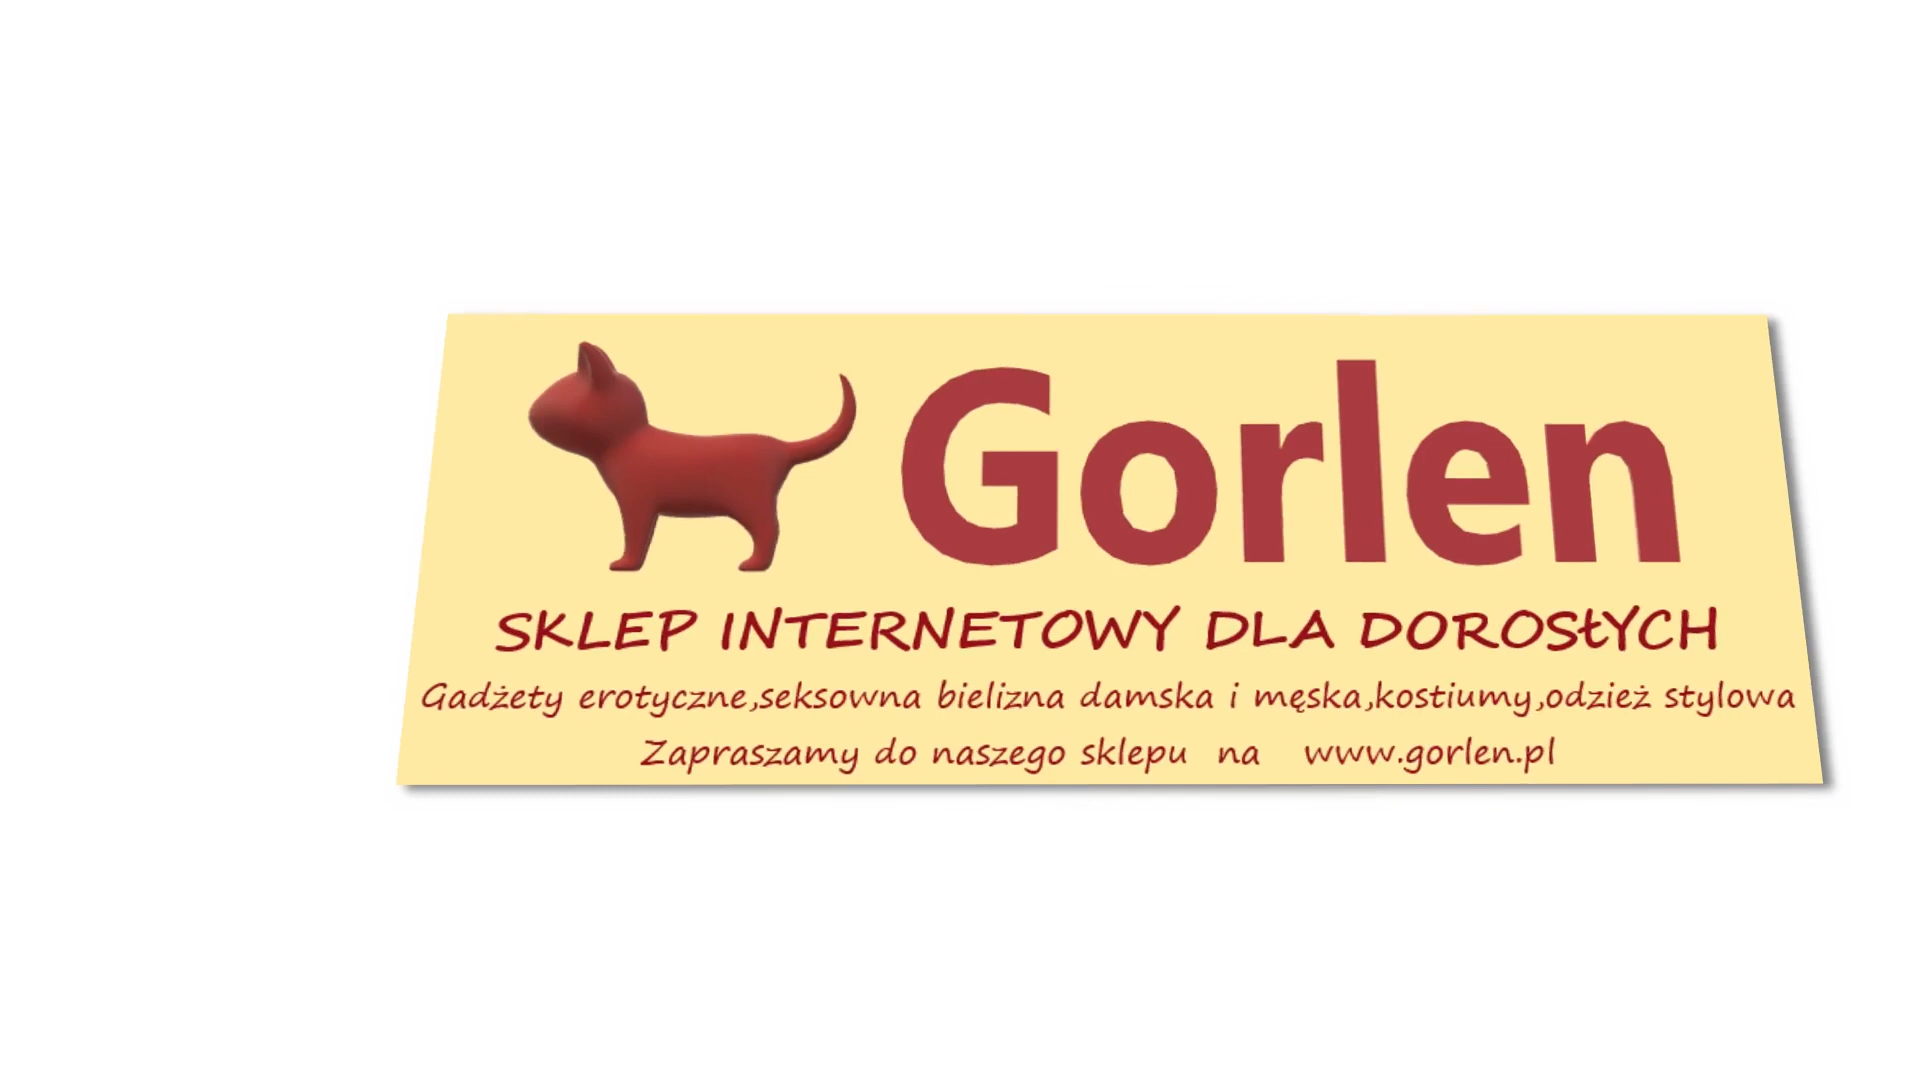 Gorlen
SKLEP INTERNETOWY DLA DOROSŁYCH
Gadżety erotyczne,seksowna bielizna damska i męska,kostiumy,odzież stylowa
Zapraszamy do naszego sklepu na www.gorlen.pl